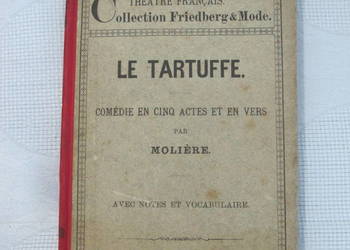 THÉATRE FRANÇAIS.
Collection Friedberg & Mode.
LE TARTUFFE.
COMÉDIE EN CINQ ACTES ET EN VERS
PAR
MOLIÈRE.
AVEC NOTES ET VOCABULAIRE.